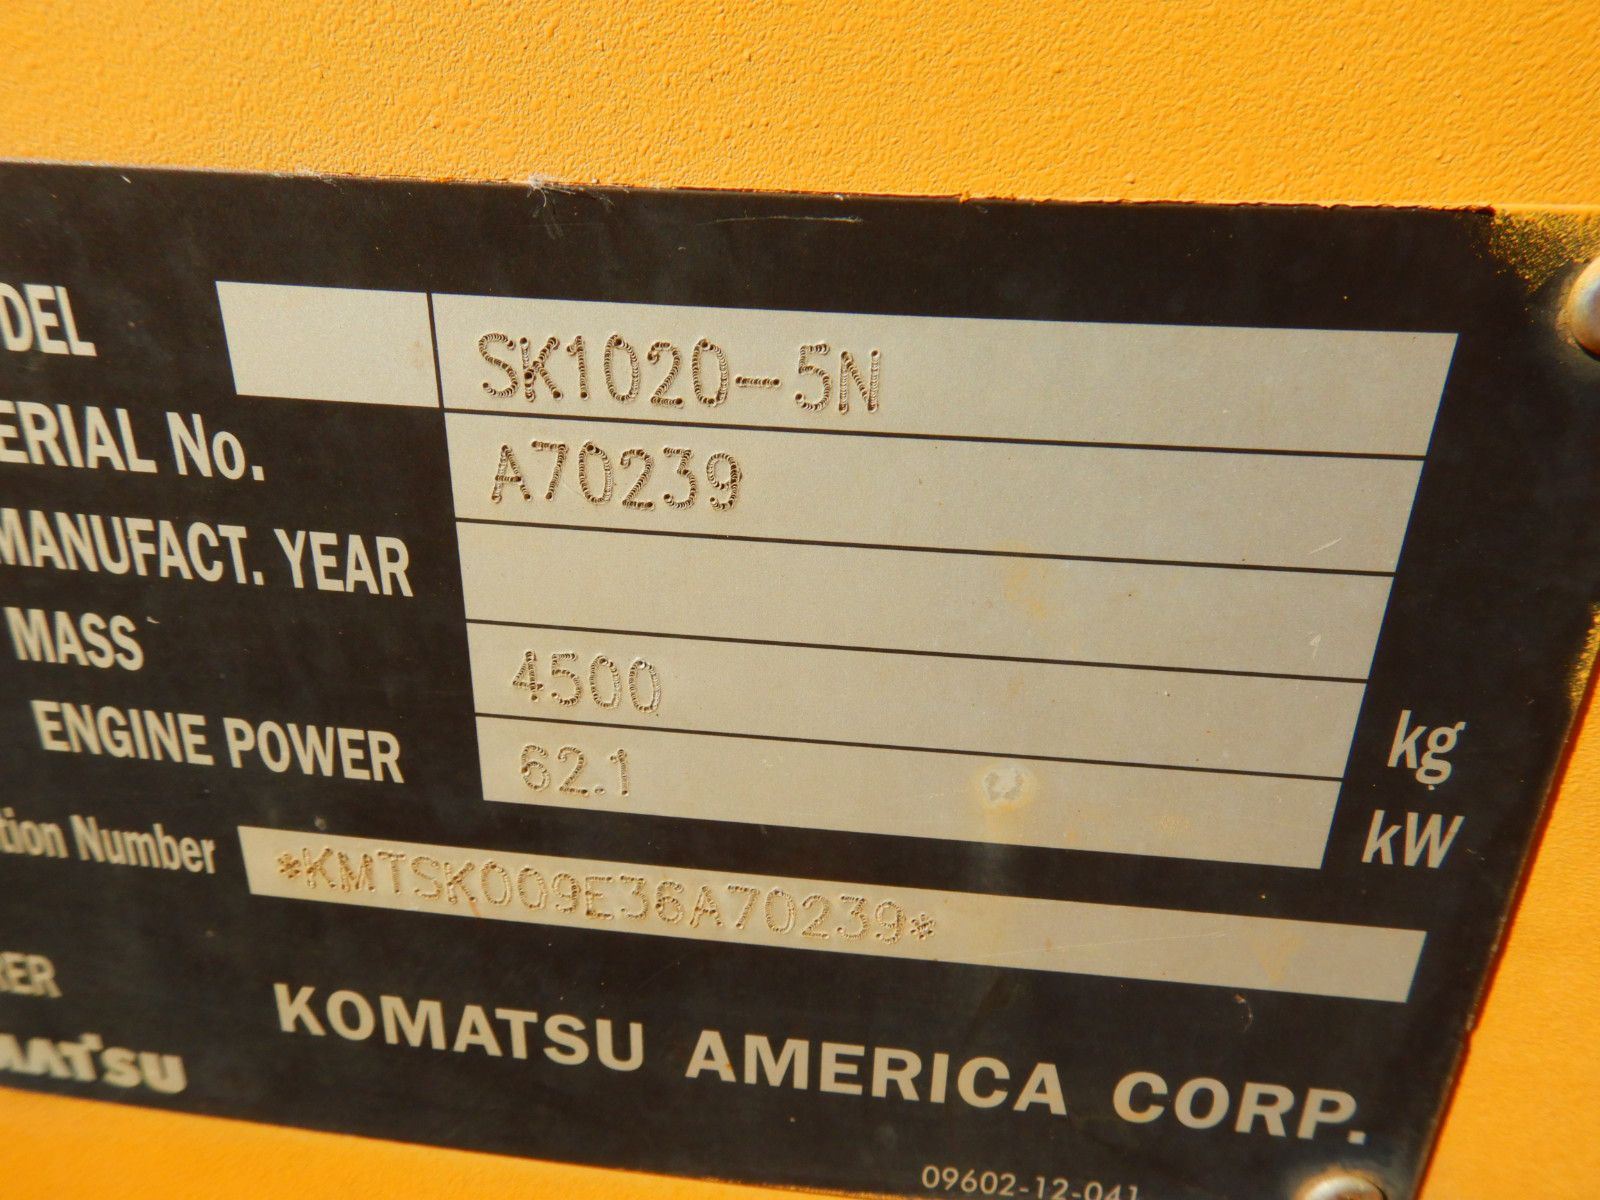 DEL SK1020-5N
ERIAL No. A70239
MANUFACT. YEAR
MASS 4500 kg
ENGINE POWER 62.1 kW
tion Number *KMTSK009E36A70239*
RER
MATSU KOMATSU AMERICA CORP.
09602-12-041